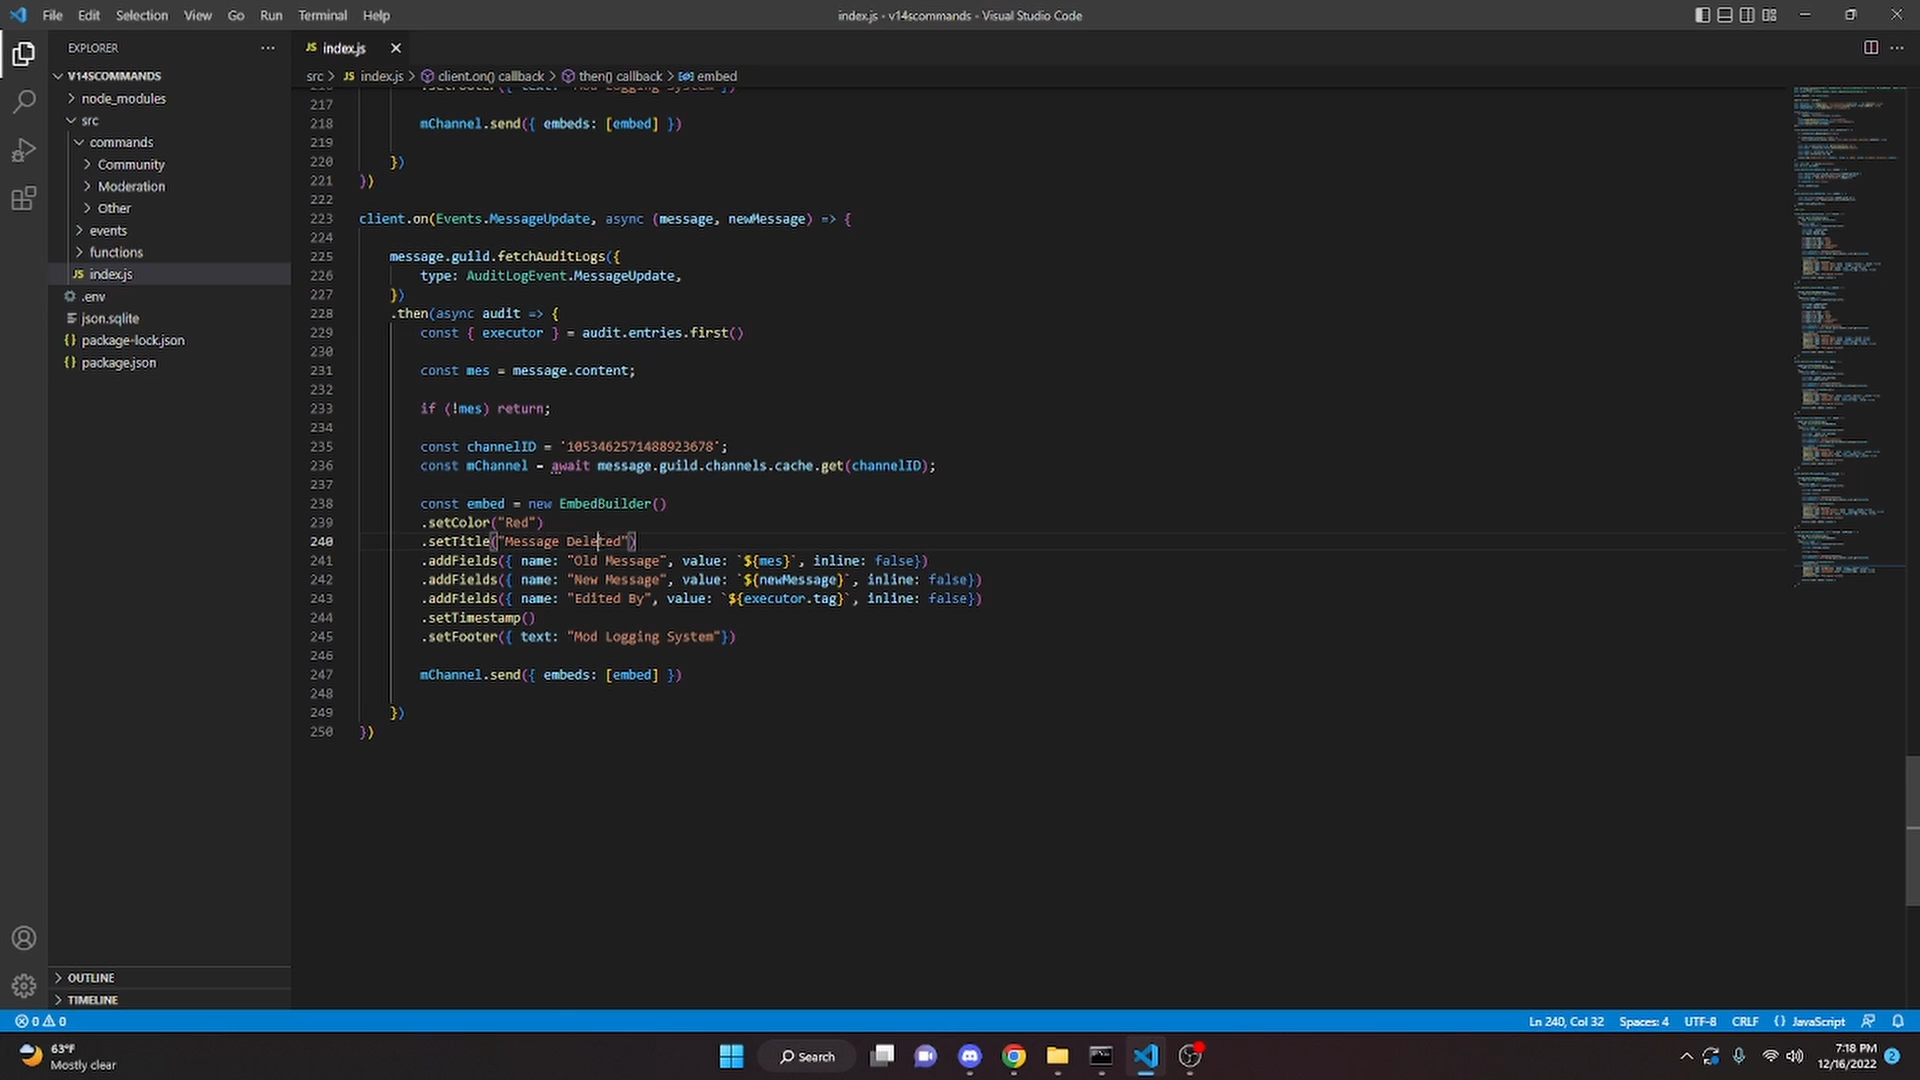 File Edit Selection View Go Run Terminal Help
index.js - v14scommands - Visual Studio Code
EXPLORER
V14SCOMMANDS
node_modules
src
commands
Community
Moderation
Other
events
functions
JS index.js
.env
json.sqlite
{} package-lock.json
{} package.json
OUTLINE
TIMELINE
JS index.js
src > JS index.js > client.on() callback > then() callback > embed
217
218 mChannel.send({ embeds: [embed] })
219
220 })
221 })
222
223 client.on(Events.MessageUpdate, async (message, newMessage) => {
224
225 message.guild.fetchAuditLogs({
226 type: AuditLogEvent.MessageUpdate,
227 })
228 .then(async audit => {
229 const { executor } = audit.entries.first()
230
231 const mes = message.content;
232
233 if (!mes) return;
234
235 const channelID = `1053462571488923678`;
236 const mChannel = await message.guild.channels.cache.get(channelID);
237
238 const embed = new EmbedBuilder()
239 .setColor("Red")
240 .setTitle("Message Deleted")
241 .addFields({ name: "Old Message", value: `${mes}`, inline: false})
242 .addFields({ name: "New Message", value: `${newMessage}`, inline: false})
243 .addFields({ name: "Edited By", value: `${executor.tag}`, inline: false})
244 .setTimestamp()
245 .setFooter({ text: "Mod Logging System"})
246
247 mChannel.send({ embeds: [embed] })
248
249 })
250 })
0 0
Ln 240, Col 32 Spaces: 4 UTF-8 CRLF {} JavaScript
63°F
Mostly clear
Search
7:18 PM
12/16/2022
2